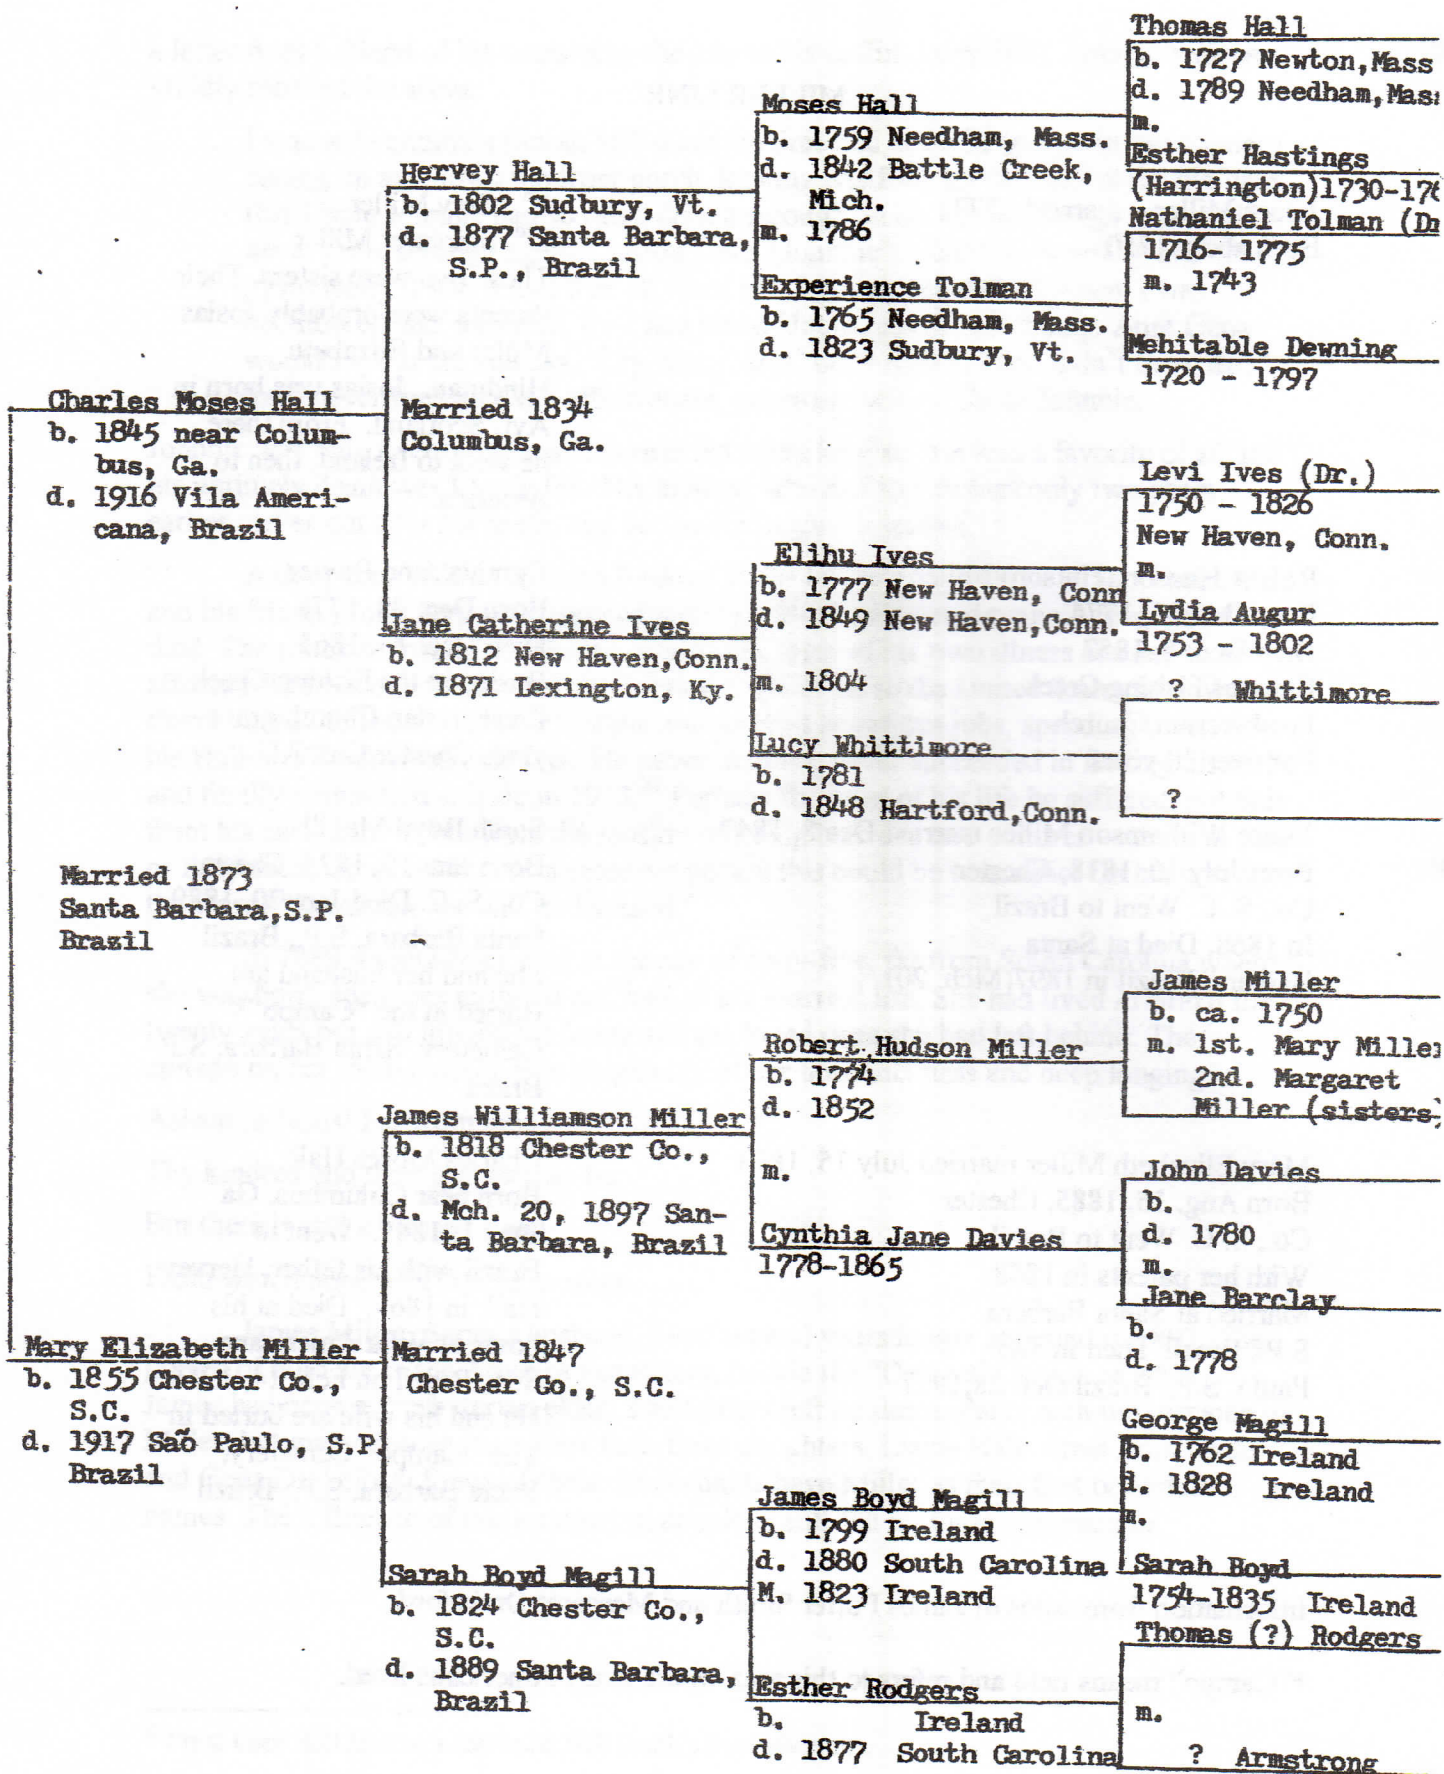 Charles Moses Hall
b. 1845 near Colum-
bus, Ga.
d. 1916 Vila Ameri-
cana, Brazil
Married 1873
Santa Barbara,S.P.
Brazil
Mary Elizabeth Miller
b. 1855 Chester Co.,
S.C.
d. 1917 São Paulo, S.P
Brazil
Hervey Hall
b. 1802 Sudbury, Vt.
d. 1877 Santa Barbara,
S.P., Brazil
Married 1834
Columbus, Ga.
Jane Catherine Ives
b. 1812 New Haven,Conn.
d. 1871 Lexington, Ky.
James Williamson Miller
b. 1818 Chester Co.,
S.C.
d. Mch. 20, 1897 San-
ta Barbara, Brazil
Married 1847
Chester Co., S.C.
Sarah Boyd Magill
b. 1824 Chester Co.,
S.C.
d. 1889 Santa Barbara,
Brazil
Moses Hall
b. 1759 Needham, Mass.
d. 1842 Battle Creek,
Mich.
m. 1786
Experience Tolman
b. 1765 Needham, Mass.
d. 1823 Sudbury, Vt.
Elihu Ives
b. 1777 New Haven, Conn
d. 1849 New Haven,Conn.
m. 1804
Lucy Whittimore
b. 1781
d. 1848 Hartford,Conn.
Robert Hudson Miller
b. 1774
d. 1852
m.
Cynthia Jane Davies
1778-1865
James Boyd Magill
b. 1799 Ireland
d. 1880 South Carolina
M. 1823 Ireland
Esther Rodgers
b. Ireland
d. 1877 South Carolina
Thomas Hall
b. 1727 Newton,Mass
d. 1789 Needham,Mas
m.
Esther Hastings
(Harrington)1730-176
Nathaniel Tolman (D
1716- 1775
m. 1743
Mehitable Dewning
1720 - 1797
Levi Ives (Dr.)
1750 - 1826
New Haven, Conn.
m.
Lydia Augur
1753 - 1802
? Whittimore
?
James Miller
b. ca. 1750
m. 1st. Mary Miller
2nd. Margaret
Miller (sisters)
John Davies
b.
d. 1780
m.
Jane Barclay
b.
d. 1778
George Magill
b. 1762 Ireland
d. 1828 Ireland
m.
Sarah Boyd
1754-1835 Ireland
Thomas (?) Rodgers
m.
? Armstrong